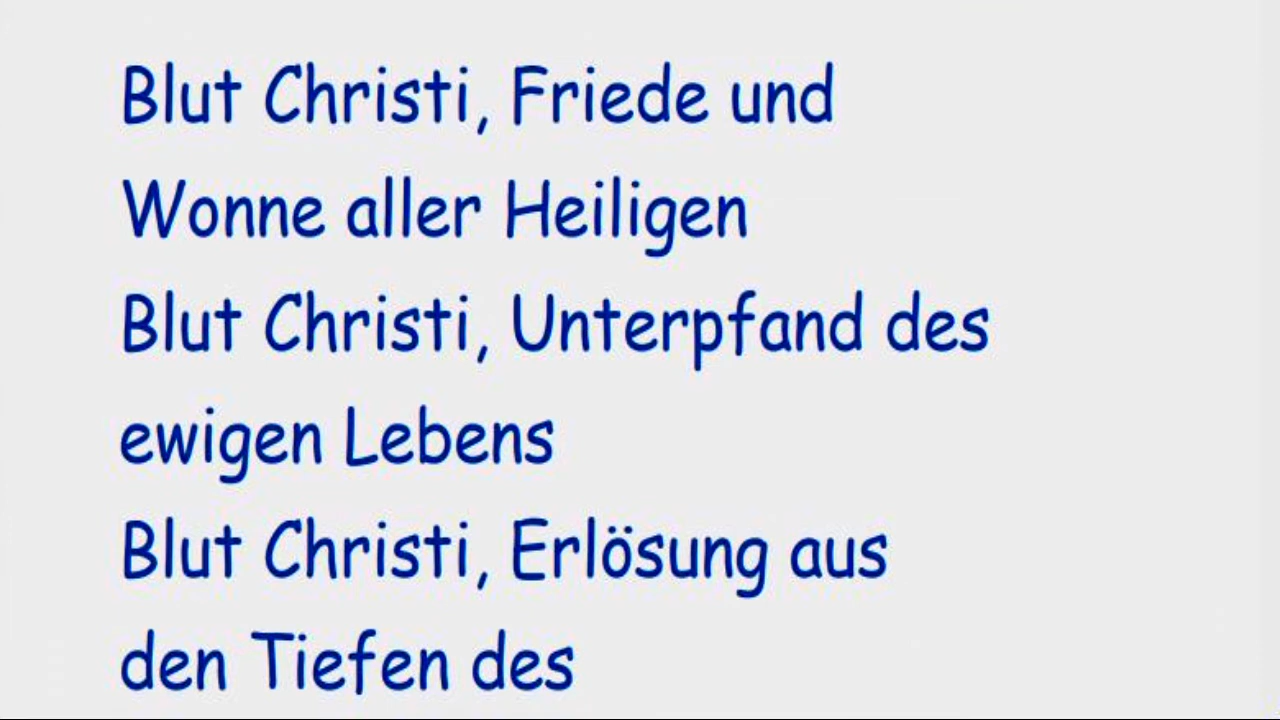 Blut Christi, Friede und
Wonne aller Heiligen
Blut Christi, Unterpfand des
ewigen Lebens
Blut Christi, Erlösung aus
den Tiefen des